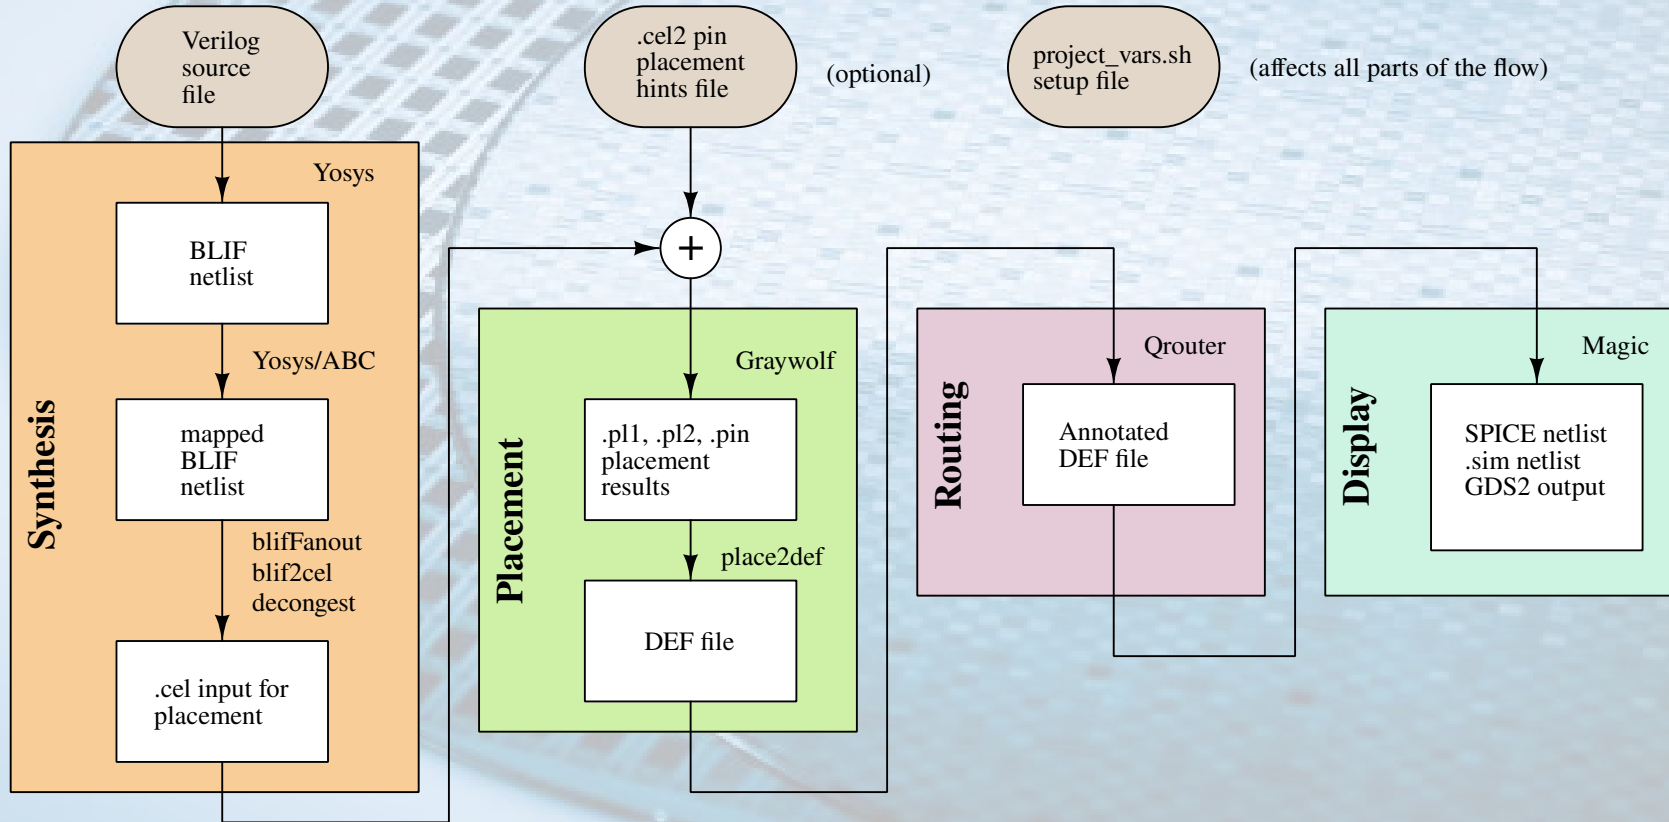 Verilog
source
file
.cel2 pin
placement
hints file
(optional)
project_vars.sh
setup file
(affects all parts of the flow)
Yosys
BLIF
netlist
Yosys/ABC
mapped
BLIF
netlist
blifFanout
blif2cel
decongest
.cel input for
placement
Synthesis
+
Graywolf
.pl1, .pl2, .pin
placement
results
place2def
DEF file
Placement
Qrouter
Annotated
DEF file
Routing
Magic
SPICE netlist
.sim netlist
GDS2 output
Display